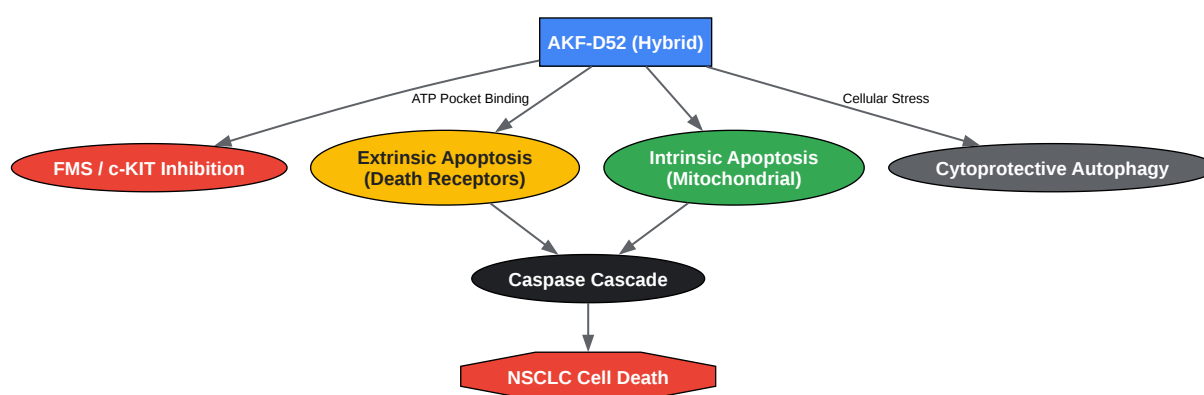 AKF-D52 (Hybrid)
ATP Pocket Binding
Cellular Stress
FMS / c-KIT Inhibition
Extrinsic Apoptosis
(Death Receptors)
Intrinsic Apoptosis
(Mitochondrial)
Cytoprotective Autophagy
Caspase Cascade
NSCLC Cell Death